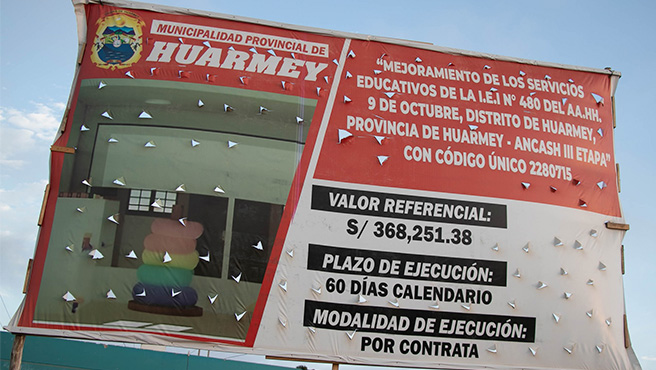 MUNICIPALIDAD PROVINCIAL DE
HUARMEY
"MEJORAMIENTO DE LOS SERVICIOS
EDUCATIVOS DE LA I.E.I Nº 480 DEL AA.HH.
9 DE OCTUBRE, DISTRITO DE HUARMEY,
PROVINCIA DE HUARMEY - ANCASH III ETAPA"
CON CÓDIGO ÚNICO 2280715
VALOR REFERENCIAL:
S/ 368,251.38
PLAZO DE EJECUCIÓN:
60 DÍAS CALENDARIO
MODALIDAD DE EJECUCIÓN:
POR CONTRATA